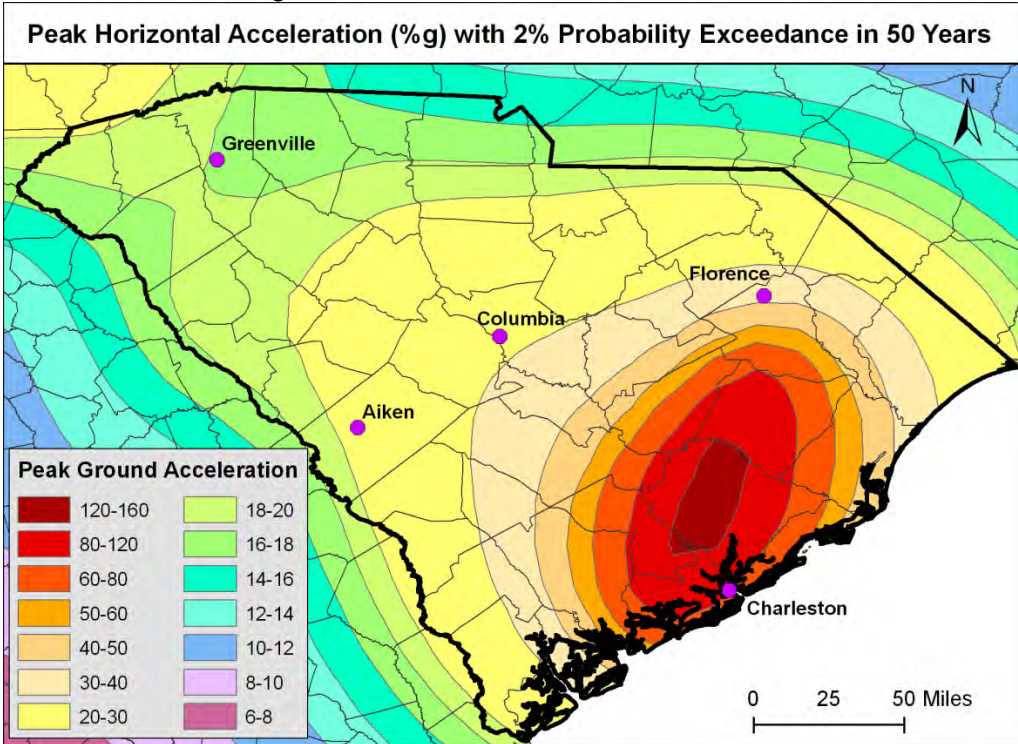 Peak Horizontal Acceleration (%g) with 2% Probability Exceedance in 50 Years
N
Greenville
Florence
Columbia
Aiken
Charleston
Peak Ground Acceleration
120-160 18-20
80-120 16-18
60-80 14-16
50-60 12-14
40-50 10-12
30-40 8-10
20-30 6-8
0 25 50 Miles